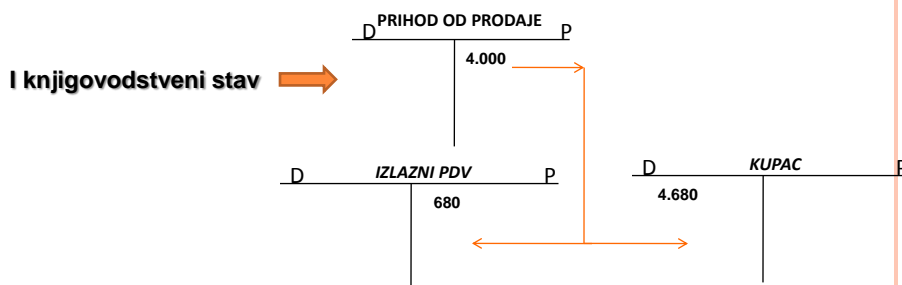 PRIHOD OD PRODAJE
D P
4.000
I knjigovodstveni stav
D IZLAZNI PDV P
680
D KUPAC P
4.680